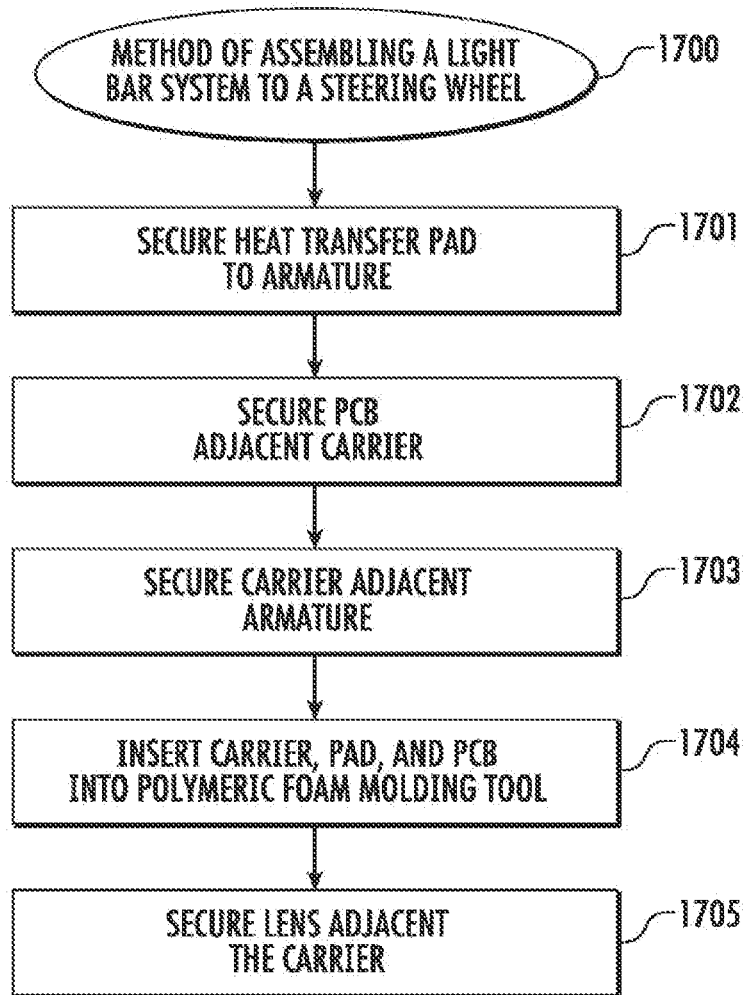 METHOD OF ASSEMBLING A LIGHT
BAR SYSTEM TO A STEERING WHEEL
1700
SECURE HEAT TRANSFER PAD
TO ARMATURE
1701
SECURE PCB
ADJACENT CARRIER
1702
SECURE CARRIER ADJACENT
ARMATURE
1703
INSERT CARRIER, PAD, AND PCB
INTO POLYMERIC FOAM MOLDING TOOL
1704
SECURE LENS ADJACENT
THE CARRIER
1705